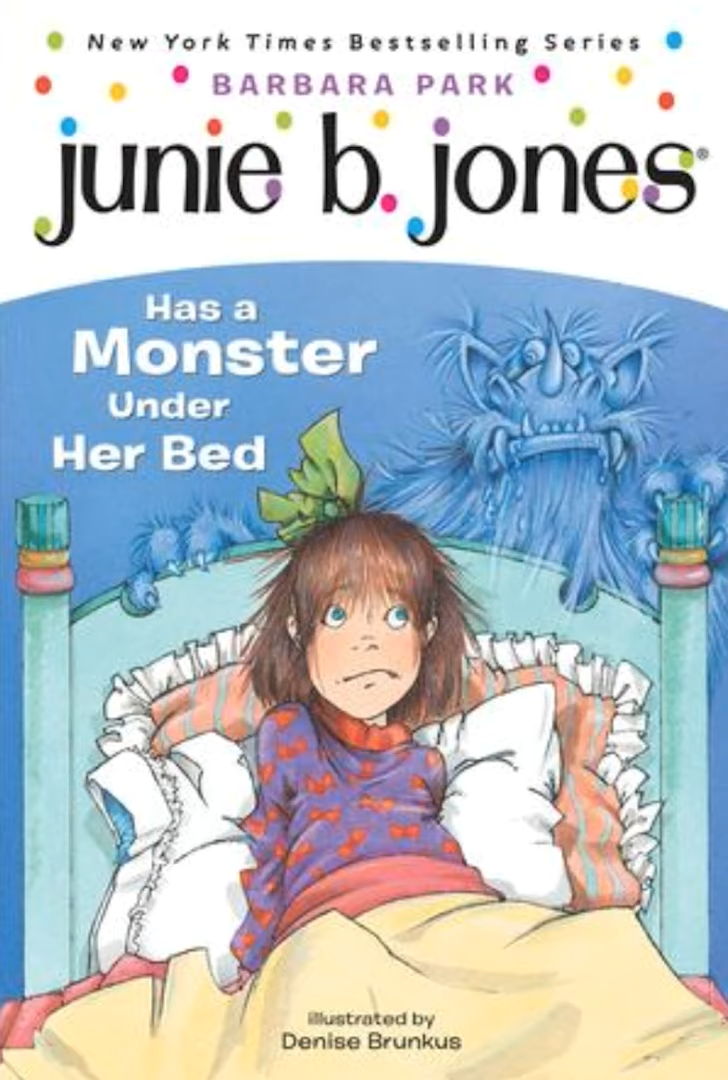 New York Times Bestselling Series
BARBARA PARK
junie b. jones®
Has a
Monster
Under
Her Bed
illustrated by
Denise Brunkus